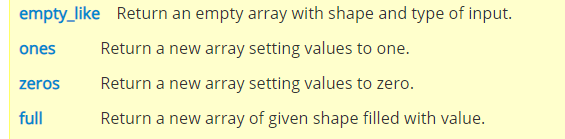 empty_like Return an empty array with shape and type of input.
ones Return a new array setting values to one.
zeros Return a new array setting values to zero.
full Return a new array of given shape filled with value.